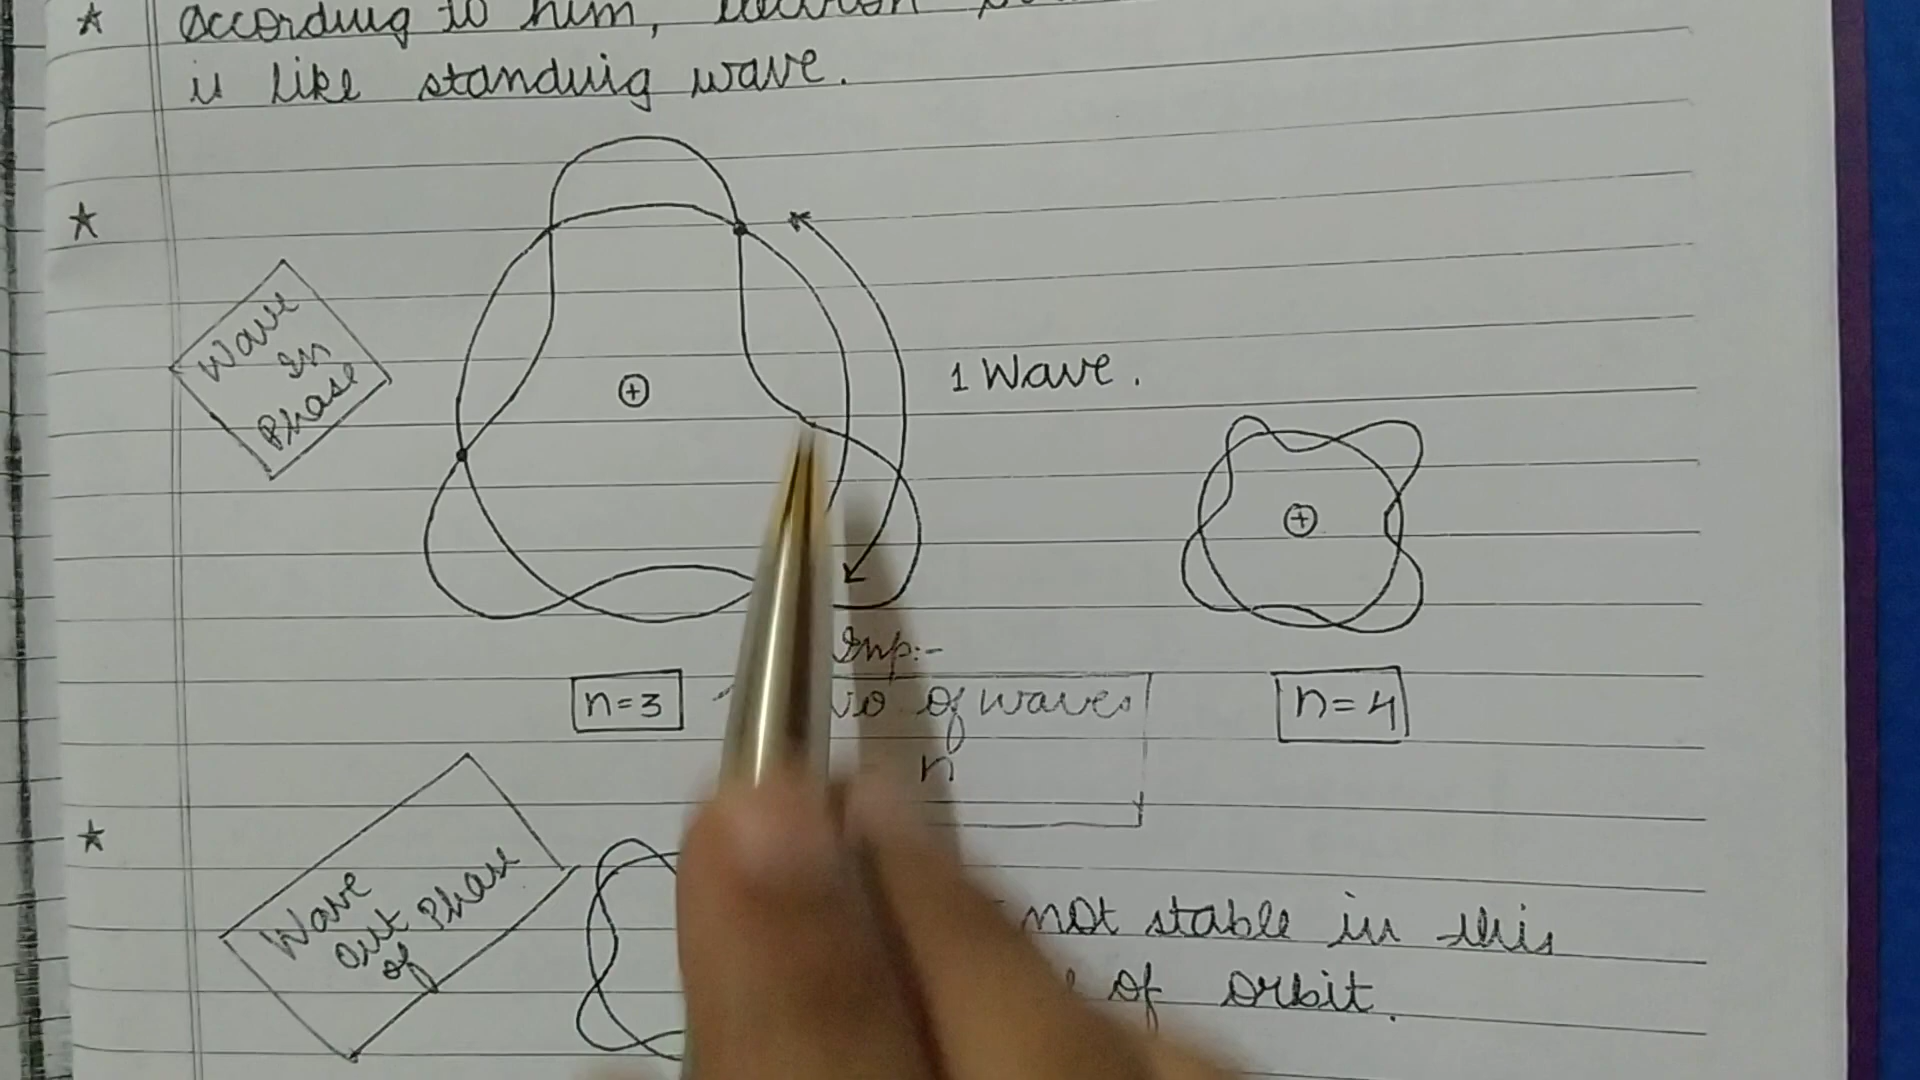 according to him, electron
is like standing wave.
Wave
In
Phase
+
1 Wave.
+
Imp:-
n=3
of waves
n
n=4
Wave
Out Phase
of
not stable in this
of orbit.